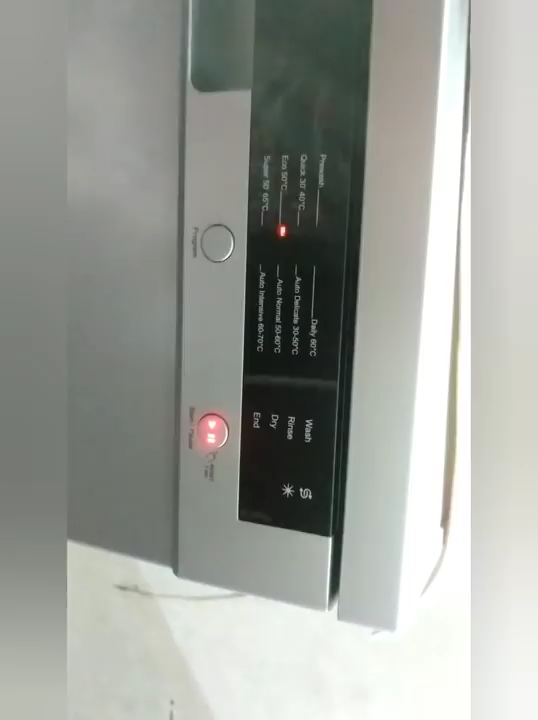 Prewash
Quick 30' 40°C
Eco 50°C
Super 50' 65°C
Daily 60°C
Auto Delicate 30-50°C
Auto Normal 50-60°C
Auto Intensive 60-70°C
Wash
Rinse
Dry
End
Program
Start / Pause